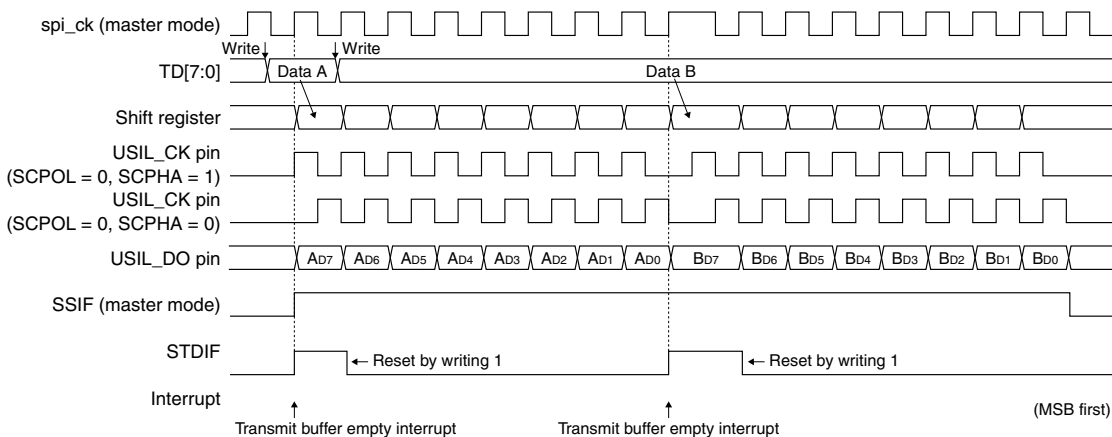 spi_ck (master mode)
Write Write
TD[7:0] Data A Data B
Shift register
USIL_CK pin
(SCPOL = 0, SCPHA = 1)
USIL_CK pin
(SCPOL = 0, SCPHA = 0)
USIL_DO pin AD7 AD6 AD5 AD4 AD3 AD2 AD1 AD0 BD7 BD6 BD5 BD4 BD3 BD2 BD1 BD0
SSIF (master mode)
STDIF Reset by writing 1 Reset by writing 1
Interrupt (MSB first)
Transmit buffer empty interrupt Transmit buffer empty interrupt